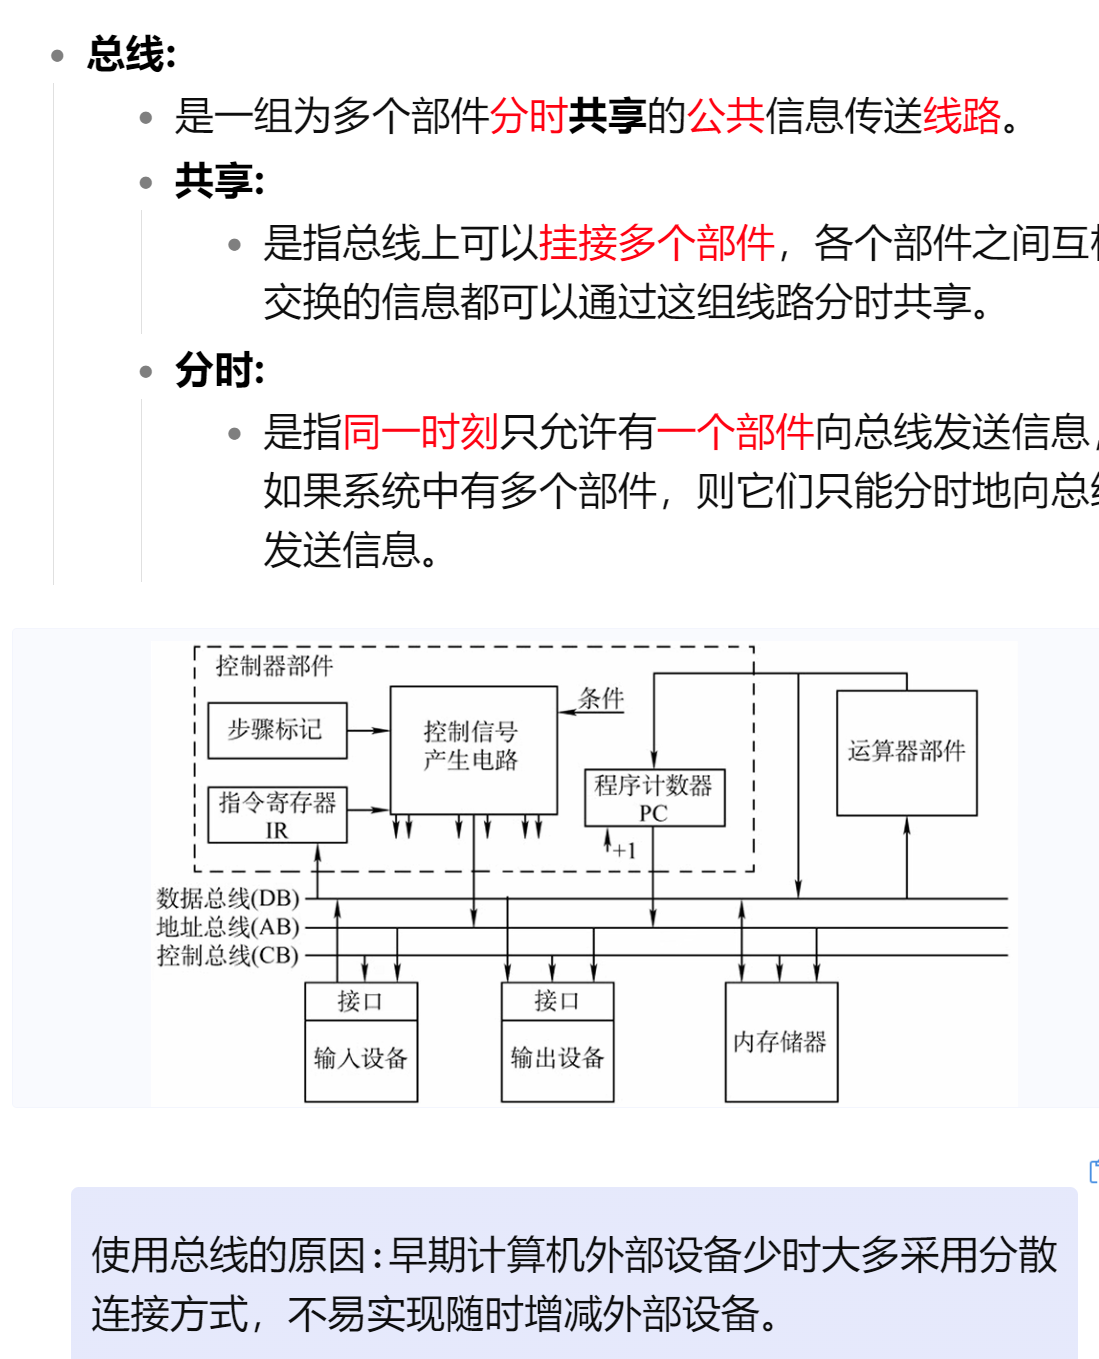 总线:
是一组为多个部件分时共享的公共信息传送线路。
共享:
是指总线上可以挂接多个部件，各个部件之间互
交换的信息都可以通过这组线路分时共享。
分时:
是指同一时刻只允许有一个部件向总线发送信息，
如果系统中有多个部件，则它们只能分时地向总
发送信息。
控制器部件
步骤标记
控制信号
产生电路
条件
运算器部件
指令寄存器
IR
程序计数器
PC
+1
数据总线(DB)
地址总线(AB)
控制总线(CB)
接口
接口
输入设备
输出设备
内存储器
使用总线的原因:早期计算机外部设备少时大多采用分散
连接方式，不易实现随时增减外部设备。